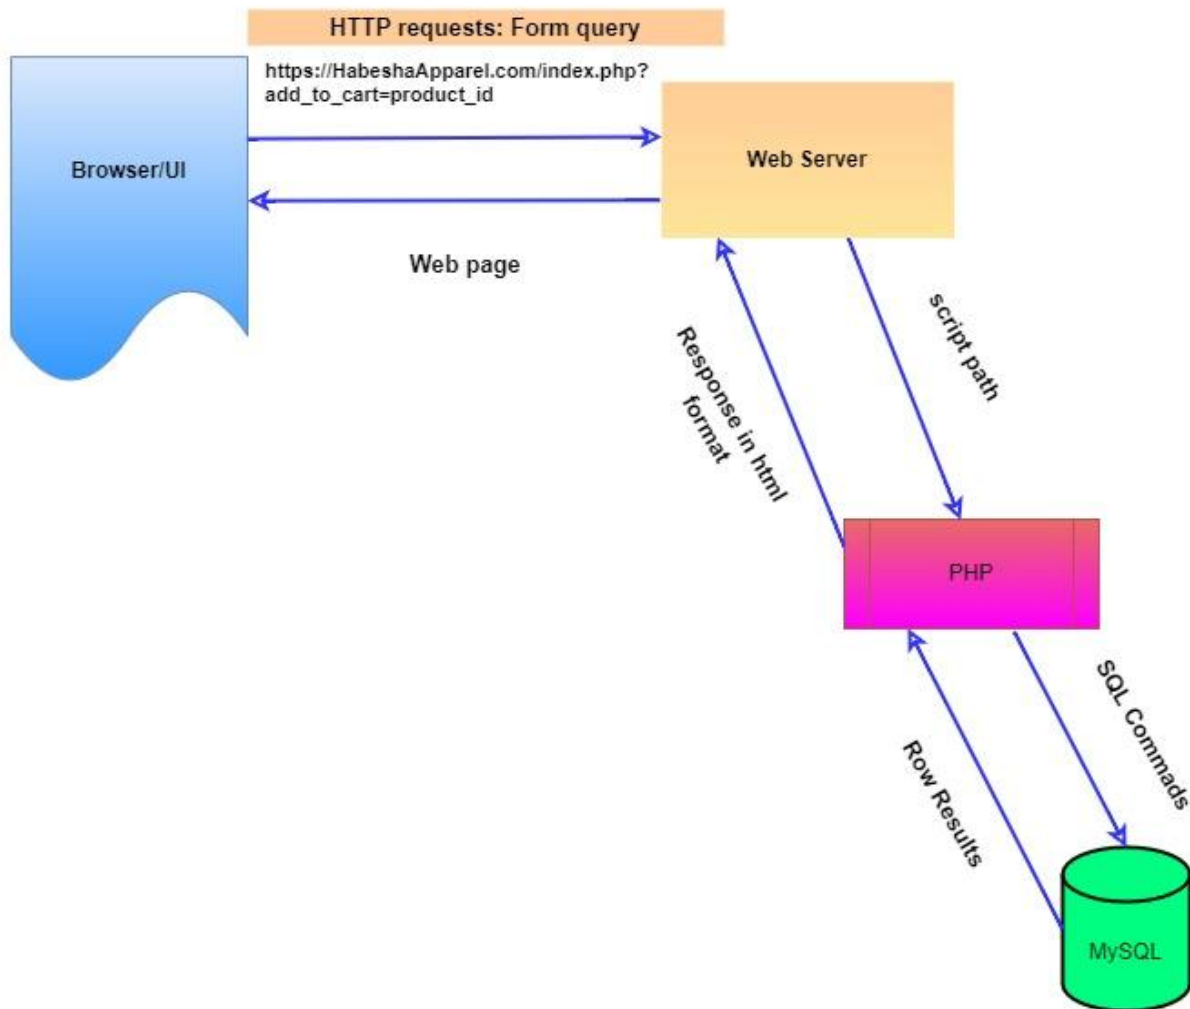 HTTP requests: Form query
https://HabeshaApparel.com/index.php?
add_to_cart=product_id
Browser/UI
Web Server
Web page
script path
Response in html
format
PHP
SQL Commads
Row Results
MySQL